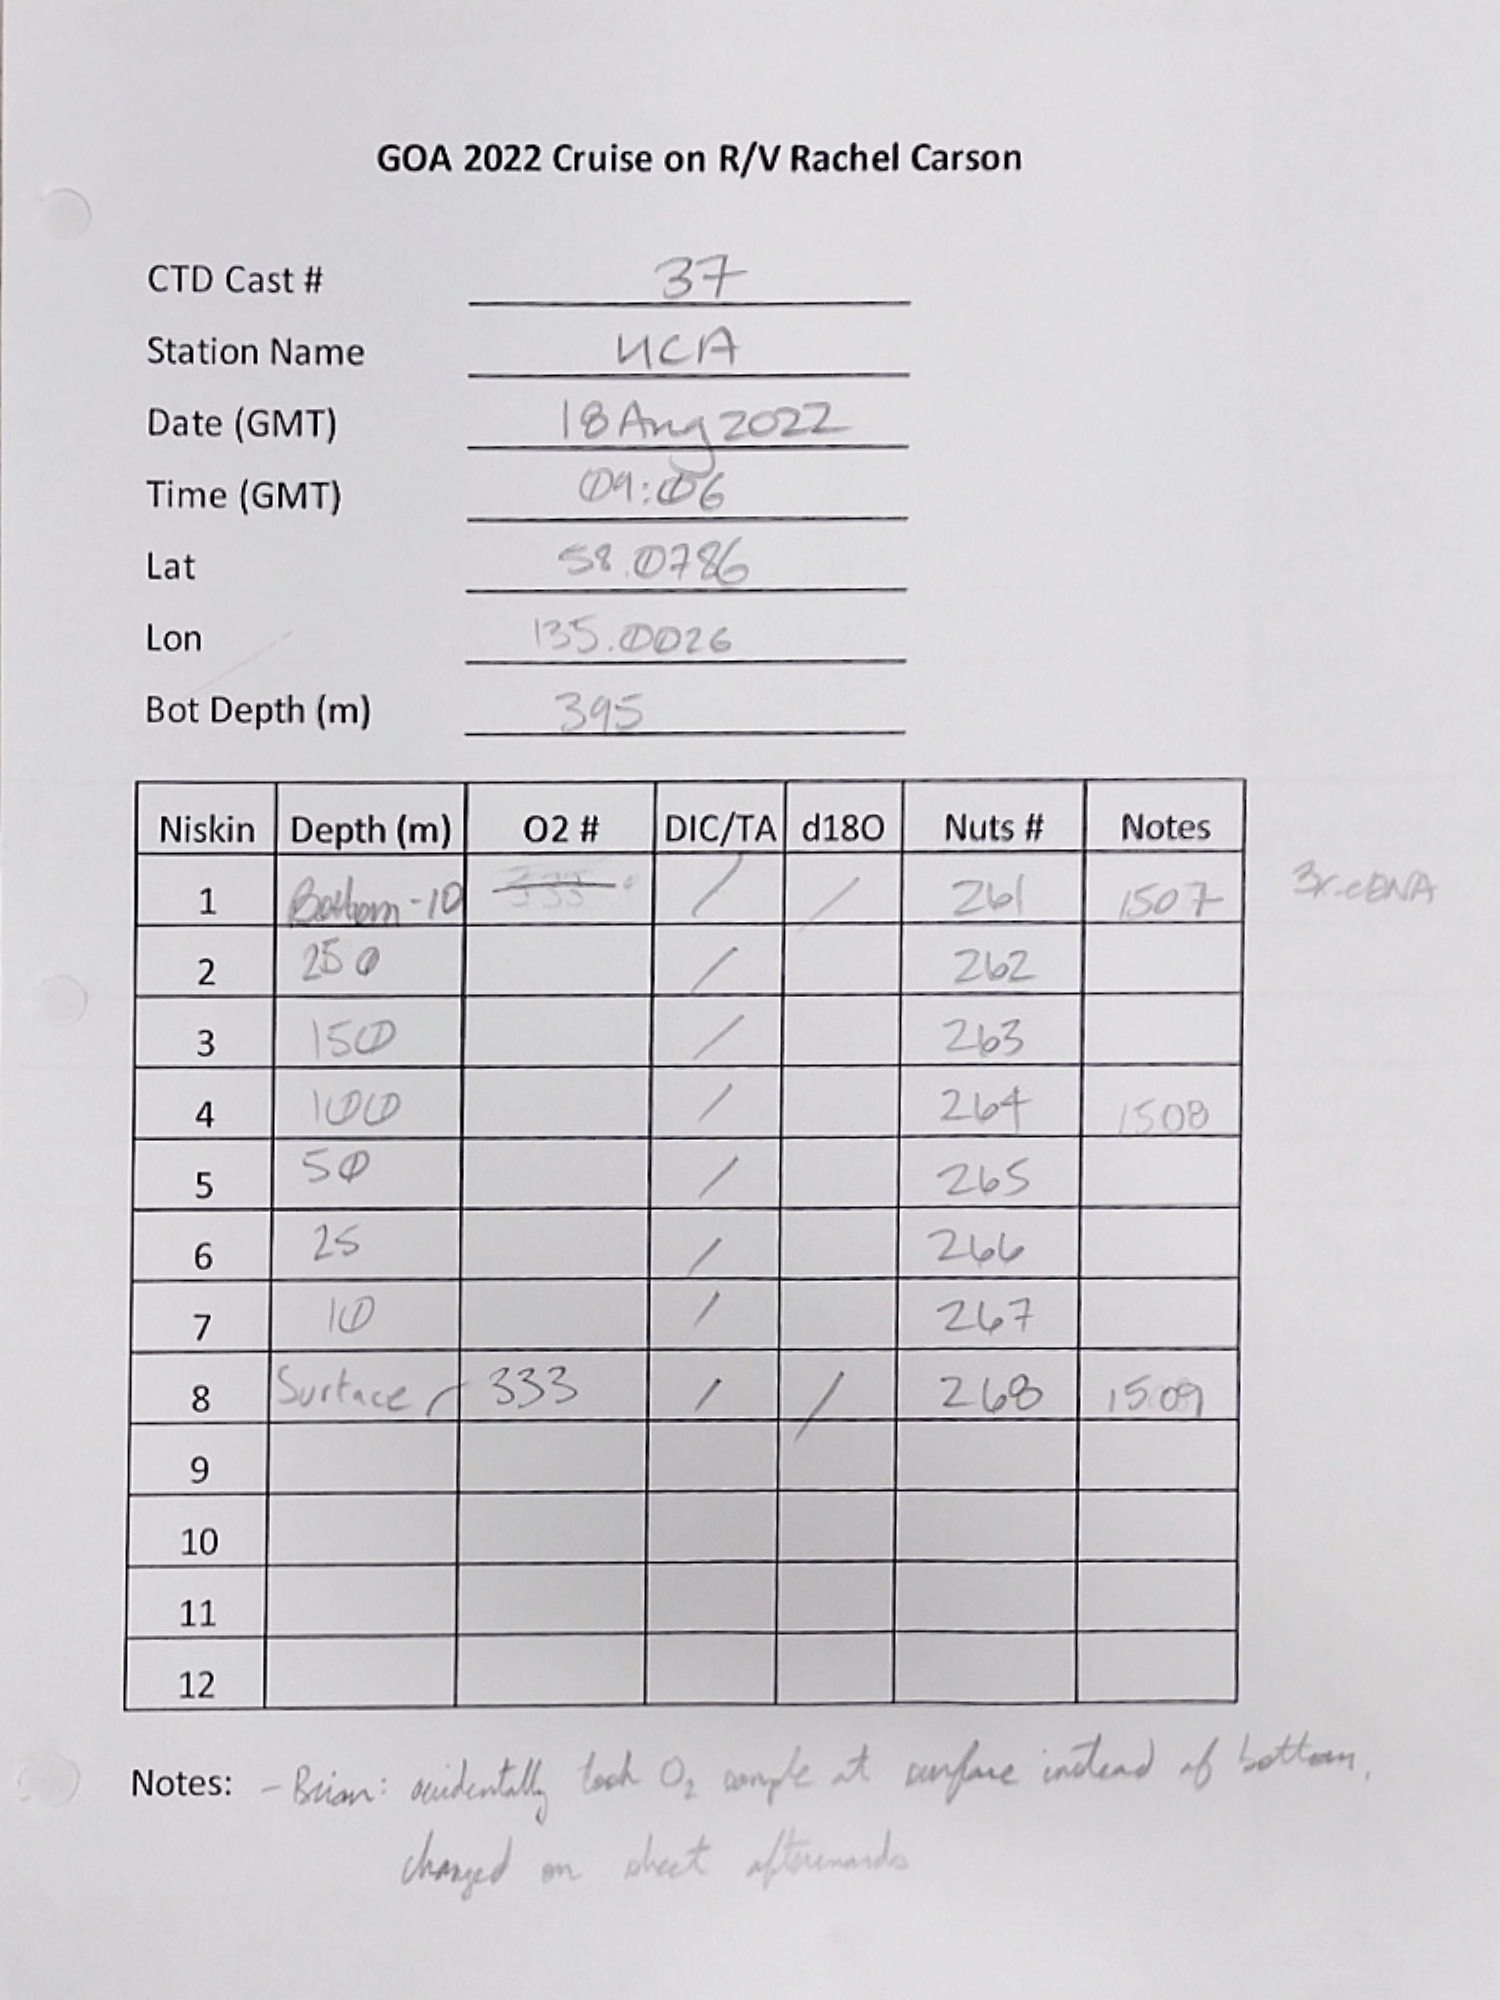 GOA 2022 Cruise on R/V Rachel Carson
CTD Cast # 37
Station Name UCA
Date (GMT) 18 Aug 2022
Time (GMT) 09:06
Lat 58.0786
Lon 135.0026
Bot Depth (m) 395
Niskin Depth (m) O2 # DIC/TA d18O Nuts # Notes
1 Bottom-10 333 / / 261 1507 3x eDNA
2 250 / 262
3 150 / 263
4 100 / 264 1508
5 50 / 265
6 25 / 266
7 10 / 267
8 Surface 333 / / 268 1509
9
10
11
12
Notes: - Brian: accidentally took O2 sample at surface instead of bottom,
changed on sheet afterwards